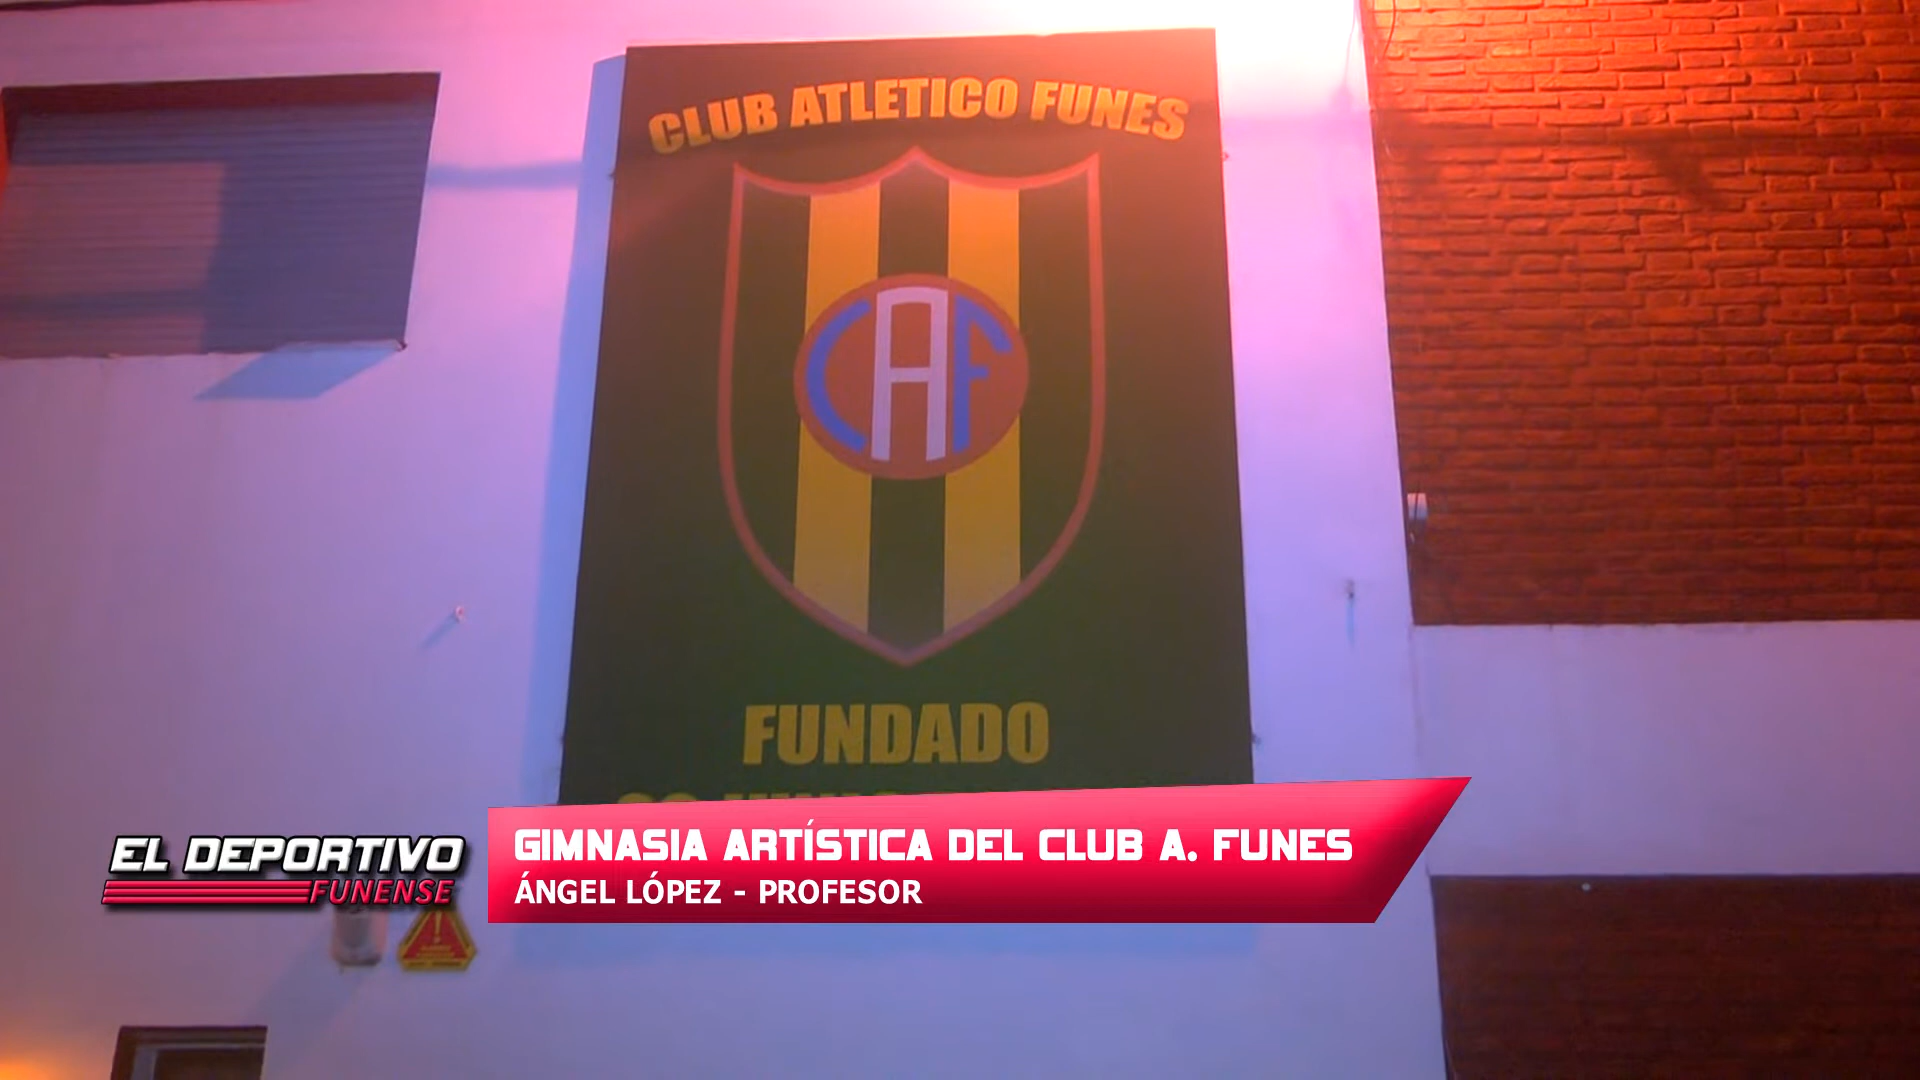 CLUB ATLETICO FUNES
CAF
FUNDADO
EL DEPORTIVO
FUNENSE
GIMNASIA ARTÍSTICA DEL CLUB A. FUNES
ÁNGEL LÓPEZ - PROFESOR